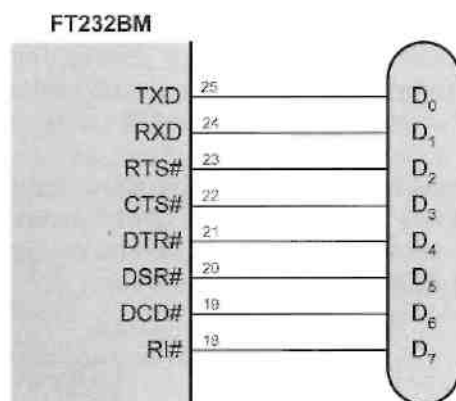 FT232BM
TXD 25 D0
RXD 24 D1
RTS# 23 D2
CTS# 22 D3
DTR# 21 D4
DSR# 20 D5
DCD# 19 D6
RI# 18 D7